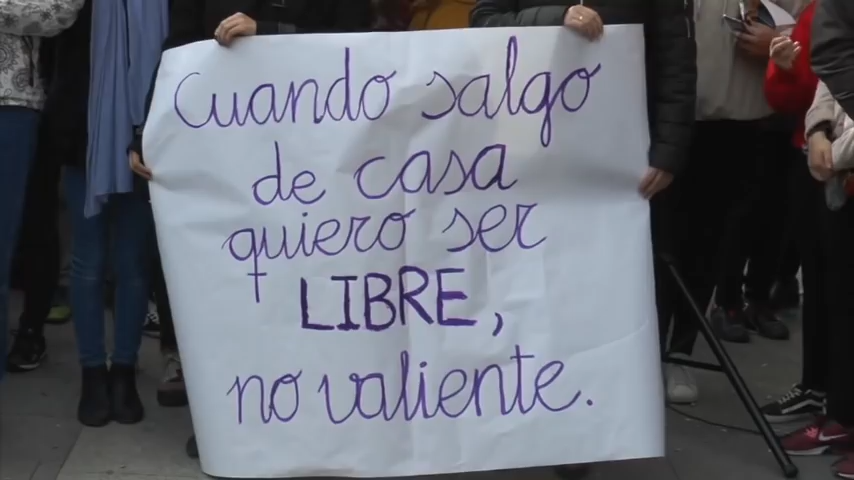 Cuando salgo
de casa
quiero ser
LIBRE,
no valiente.